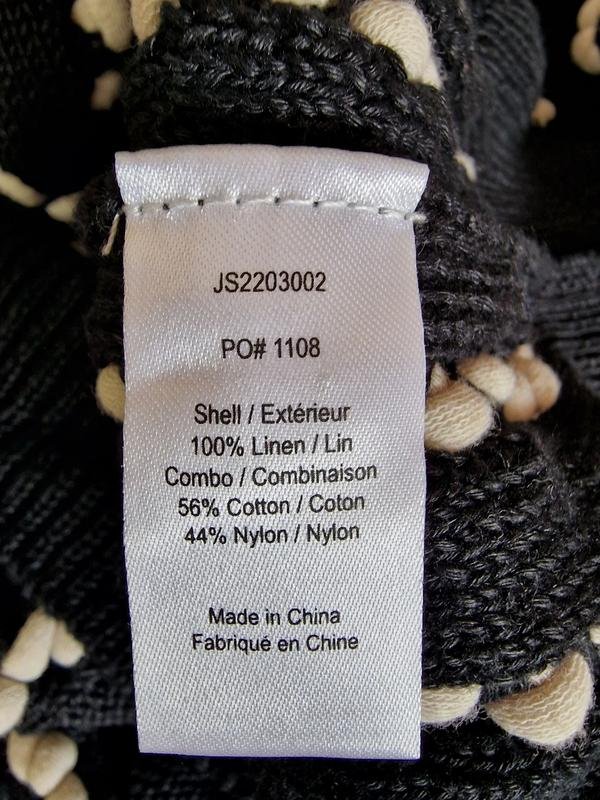 JS2203002
PO# 1108
Shell / Extérieur
100% Linen / Lin
Combo / Combinaison
56% Cotton / Coton
44% Nylon / Nylon
Made in China
Fabriqué en Chine